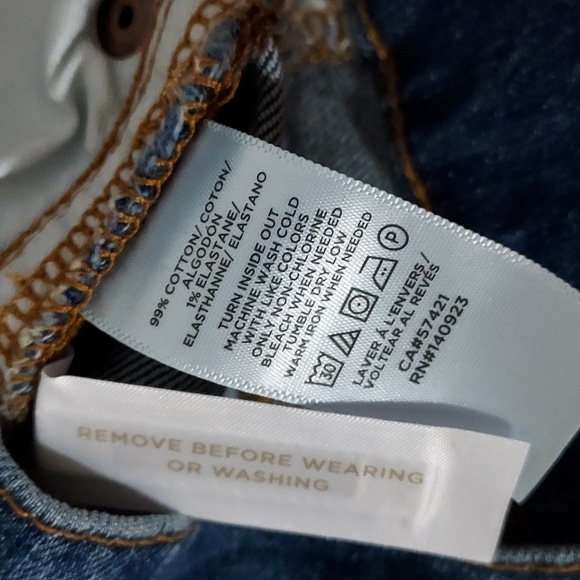 99% COTTON/ COTON/
ALGODÓN
1% ELASTANE/
ELASTHANNE/ ELASTANO
TURN INSIDE OUT
MACHINE WASH COLD
WITH LIKE COLORS
ONLY NON-CHLORINE
BLEACH WHEN NEEDED
TUMBLE DRY LOW
WARM IRON WHEN NEEDED
30 P
LAVER À L'ENVERS/
VOLTEAR AL REVÉS
CA#57421
RN#140923
REMOVE BEFORE WEARING
OR WASHING